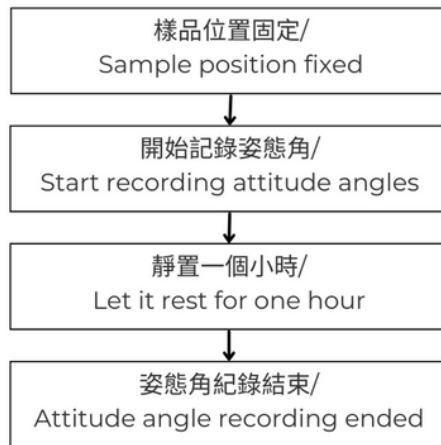 樣品位置固定/
Sample position fixed
開始記錄姿態角/
Start recording attitude angles
靜置一個小時/
Let it rest for one hour
姿態角紀錄結束/
Attitude angle recording ended